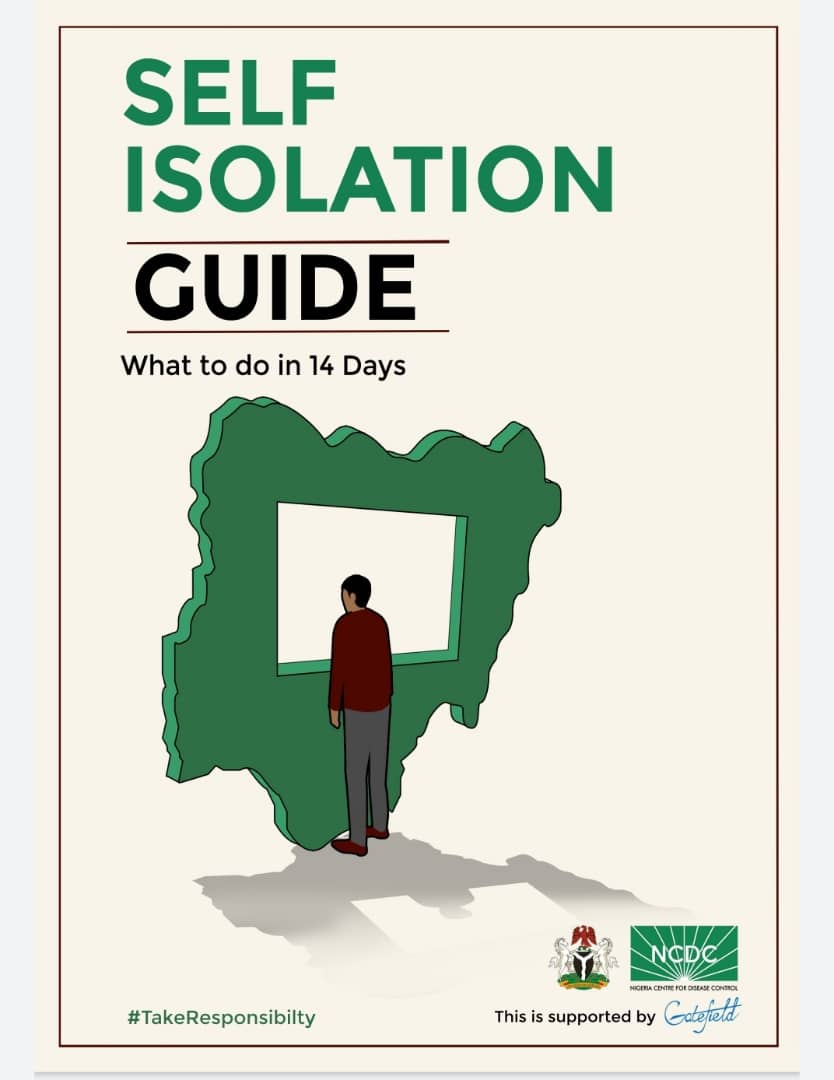 SELF
ISOLATION
GUIDE
What to do in 14 Days
NCDC
NIGERIA CENTRE FOR DISEASE CONTROL
#TakeResponsibilty
This is supported by Gatefield